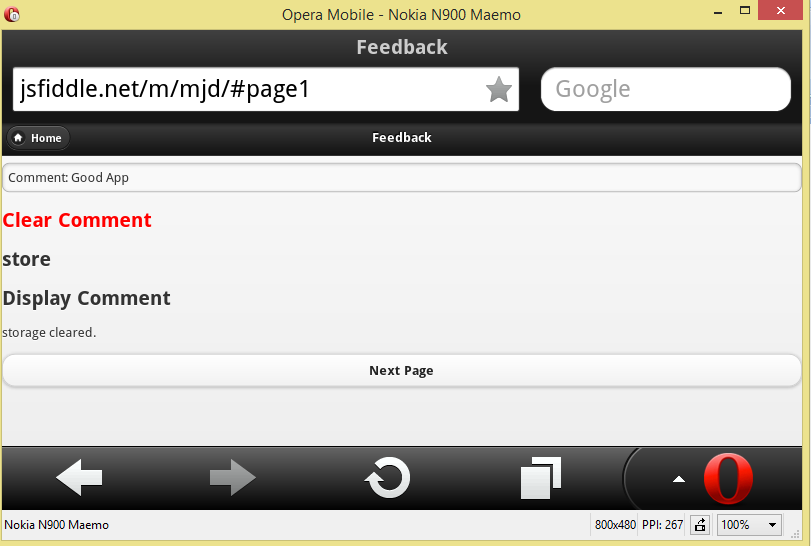 Opera Mobile - Nokia N900 Maemo
Feedback
jsfiddle.net/m/mjd/#page1
Google
Home
Feedback
Comment: Good App
Clear Comment
store
Display Comment
storage cleared.
Next Page
Nokia N900 Maemo
800x480
PPI: 267
100%